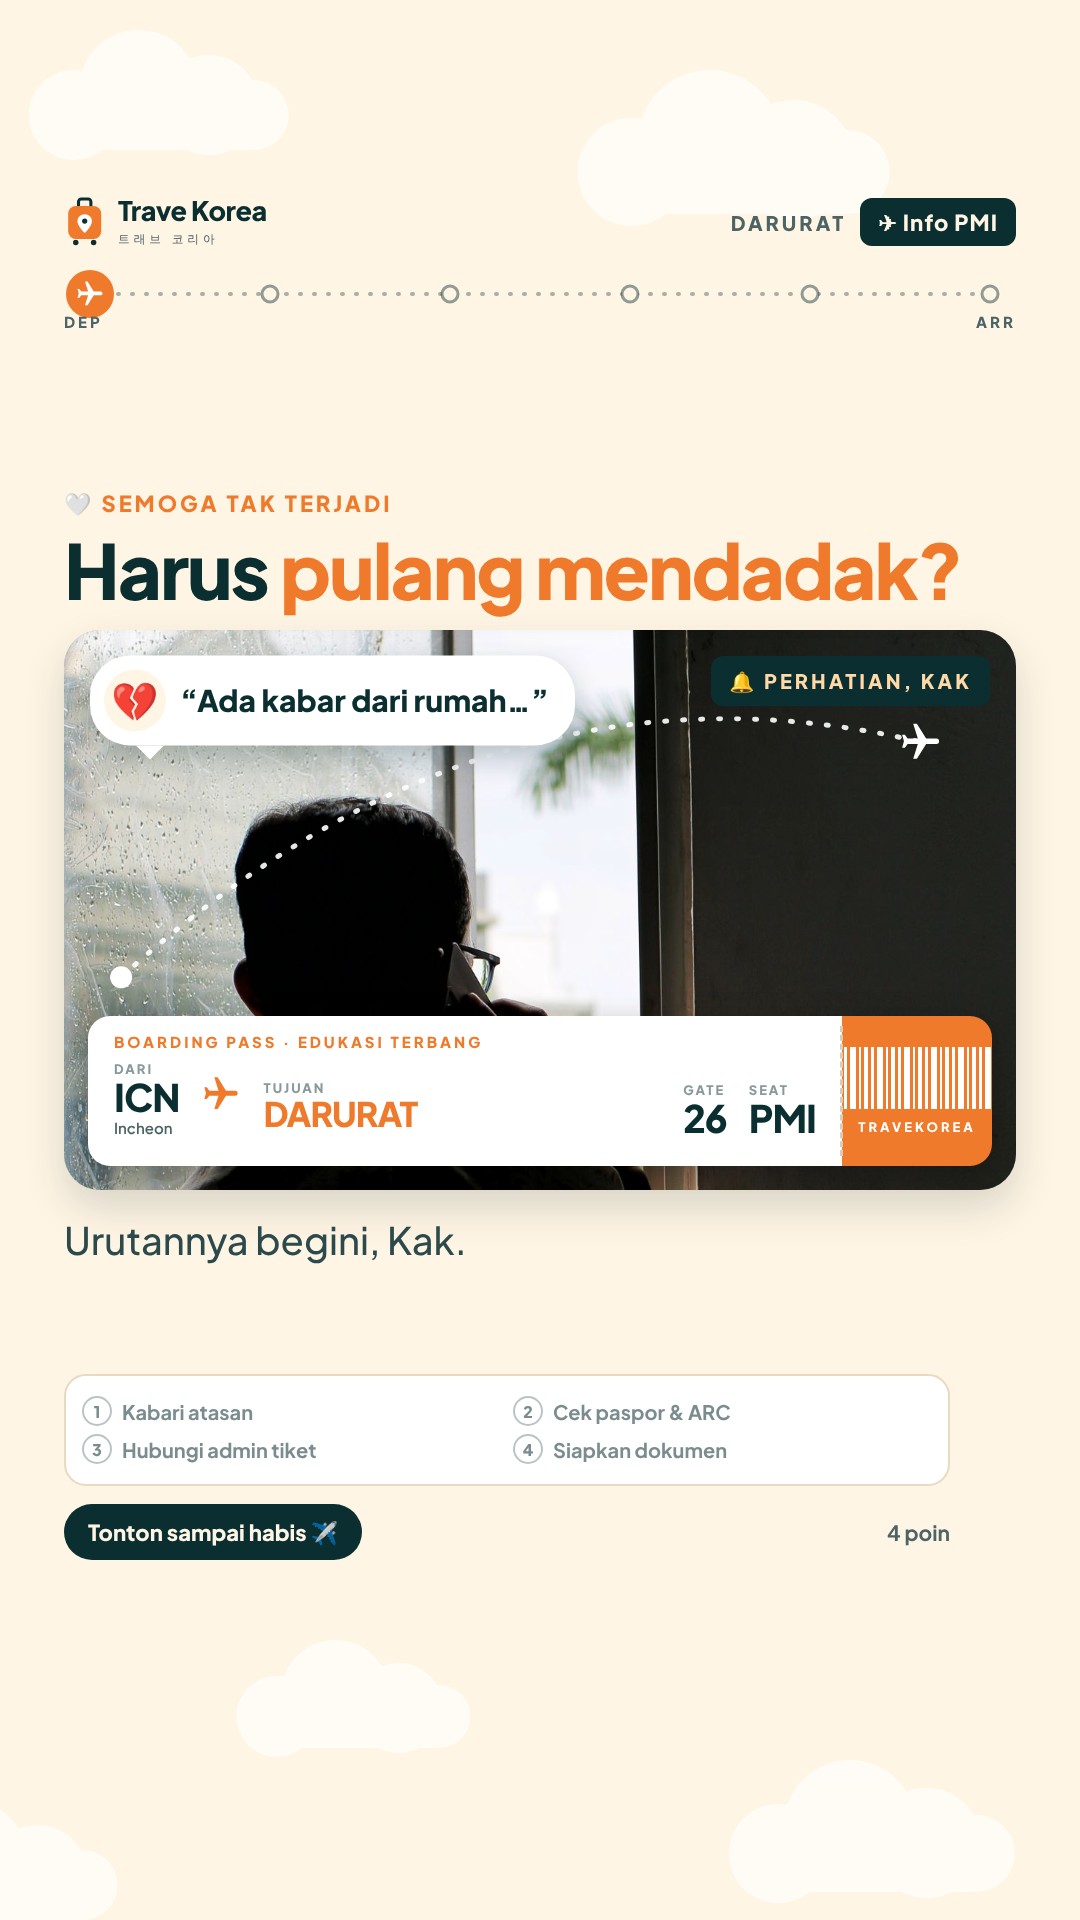 Trave Korea
트래브 코리아
DARURAT
✈ Info PMI
DEP
ARR
🤍 SEMOGA TAK TERJADI
Harus pulang mendadak?
💔 “Ada kabar dari rumah…”
🔔 PERHATIAN, KAK
BOARDING PASS · EDUKASI TERBANG
DARI
ICN
Incheon
TUJUAN
DARURAT
GATE
26
SEAT
PMI
TRAVEKOREA
Urutannya begini, Kak.
1 Kabari atasan
2 Cek paspor & ARC
3 Hubungi admin tiket
4 Siapkan dokumen
Tonton sampai habis ✈️
4 poin